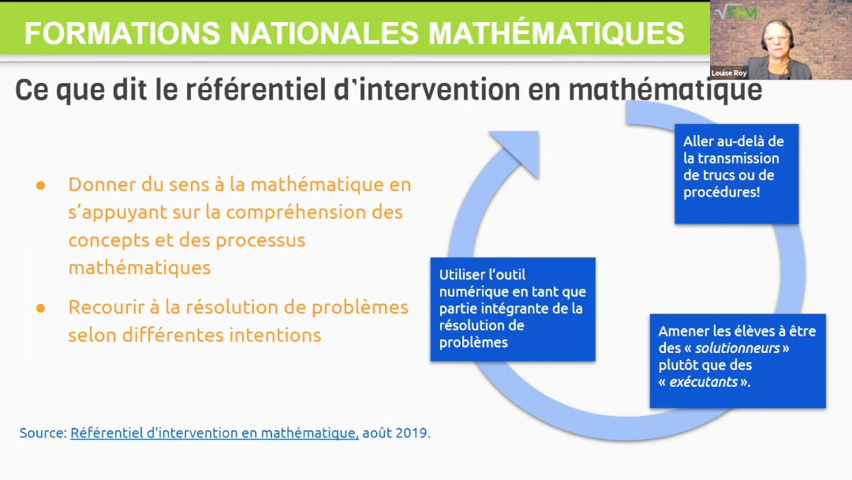 FORMATIONS NATIONALES MATHÉMATIQUES
Louise Roy
Ce que dit le référentiel d'intervention en mathématique
● Donner du sens à la mathématique en
s'appuyant sur la compréhension des
concepts et des processus
mathématiques
● Recourir à la résolution de problèmes
selon différentes intentions
Aller au-delà de
la transmission
de trucs ou de
procédures!
Amener les élèves à être
des « solutionneurs »
plutôt que des
« exécutants ».
Utiliser l'outil
numérique en tant que
partie intégrante de la
résolution de
problèmes
Source: Référentiel d'intervention en mathématique, août 2019.